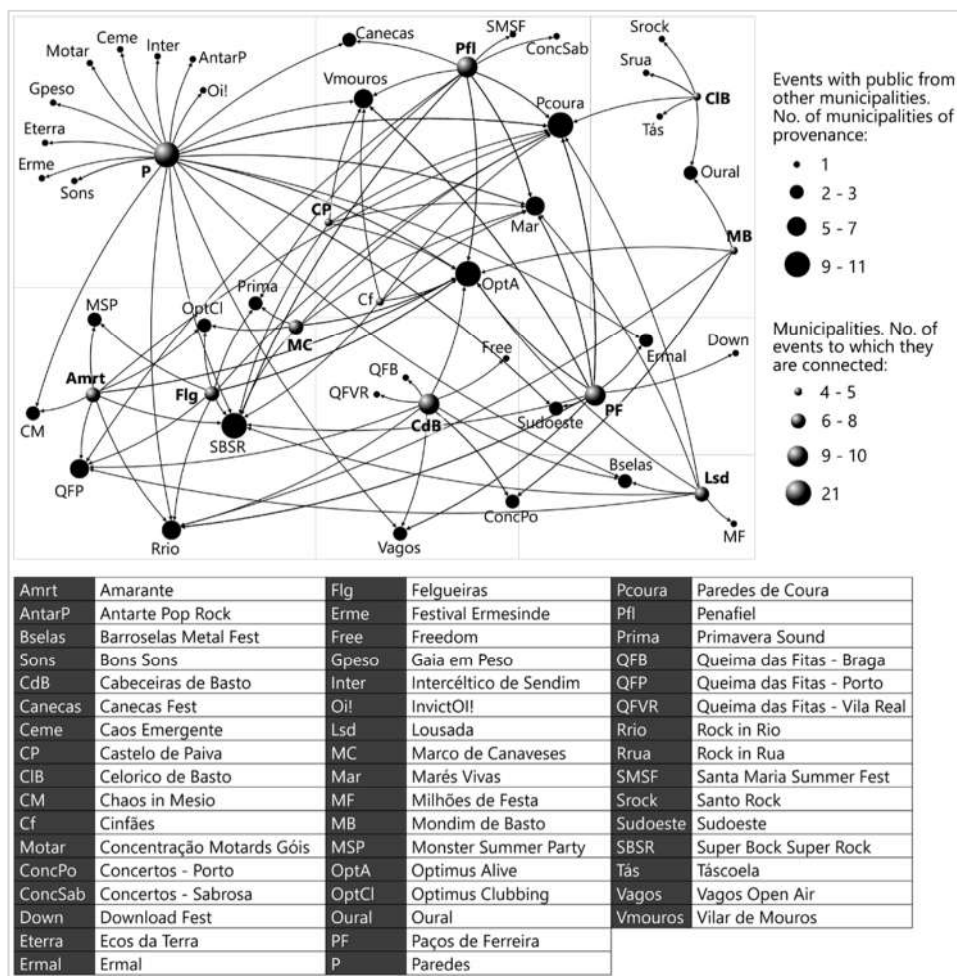 Canecas
Pfl
SMSF
ConcSab
Srock
Srua
Tás
ClB
Oural
MB
Motar
Ceme
Inter
AntarP
Oi!
Gpeso
Eterra
Erme
Sons
P
Vmouros
Pcoura
CP
Mar
OptA
Cf
Prima
OptCl
MC
MSP
Amrt
Flg
CM
SBSR
QFP
Rrio
QFB
QFVR
CdB
Free
Sudoeste
PF
Ermal
Down
Bselas
Lsd
MF
ConcPo
Vagos
Events with public from
other municipalities.
No. of municipalities of
provenance:
1
2 - 3
5 - 7
9 - 11
Municipalities. No. of
events to which they
are connected:
4 - 5
6 - 8
9 - 10
21
Amrt Amarante Flg Felgueiras Pcoura Paredes de Coura
AntarP Antarte Pop Rock Erme Festival Ermesinde Pfl Penafiel
Bselas Barroselas Metal Fest Free Freedom Prima Primavera Sound
Sons Bons Sons Gpeso Gaia em Peso QFB Queima das Fitas - Braga
CdB Cabeceiras de Basto Inter Intercéltico de Sendim QFP Queima das Fitas - Porto
Canecas Canecas Fest Oi! InvictOI! QFVR Queima das Fitas - Vila Real
Ceme Caos Emergente Lsd Lousada Rrio Rock in Rio
CP Castelo de Paiva MC Marco de Canaveses Rrua Rock in Rua
ClB Celorico de Basto Mar Marés Vivas SMSF Santa Maria Summer Fest
CM Chaos in Mesio MF Milhões de Festa Srock Santo Rock
Cf Cinfães MB Mondim de Basto Sudoeste Sudoeste
Motar Concentração Motards Góis MSP Monster Summer Party SBSR Super Bock Super Rock
ConcPo Concertos - Porto OptA Optimus Alive Tás Táscoela
ConcSab Concertos - Sabrosa OptCl Optimus Clubbing Vagos Vagos Open Air
Down Download Fest Oural Oural Vmouros Vilar de Mouros
Eterra Ecos da Terra PF Paços de Ferreira
Ermal Ermal P Paredes